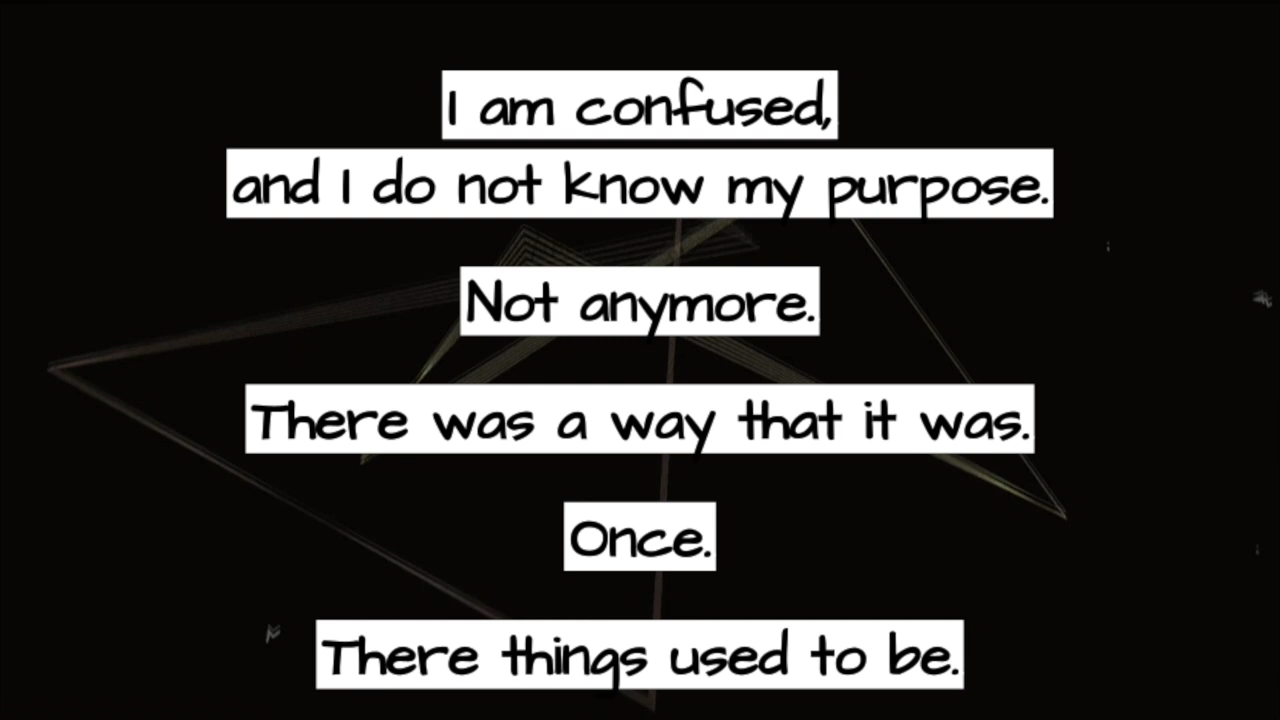 I am confused,
and I do not know my purpose.
Not anymore.
There was a way that it was.
Once.
There things used to be.